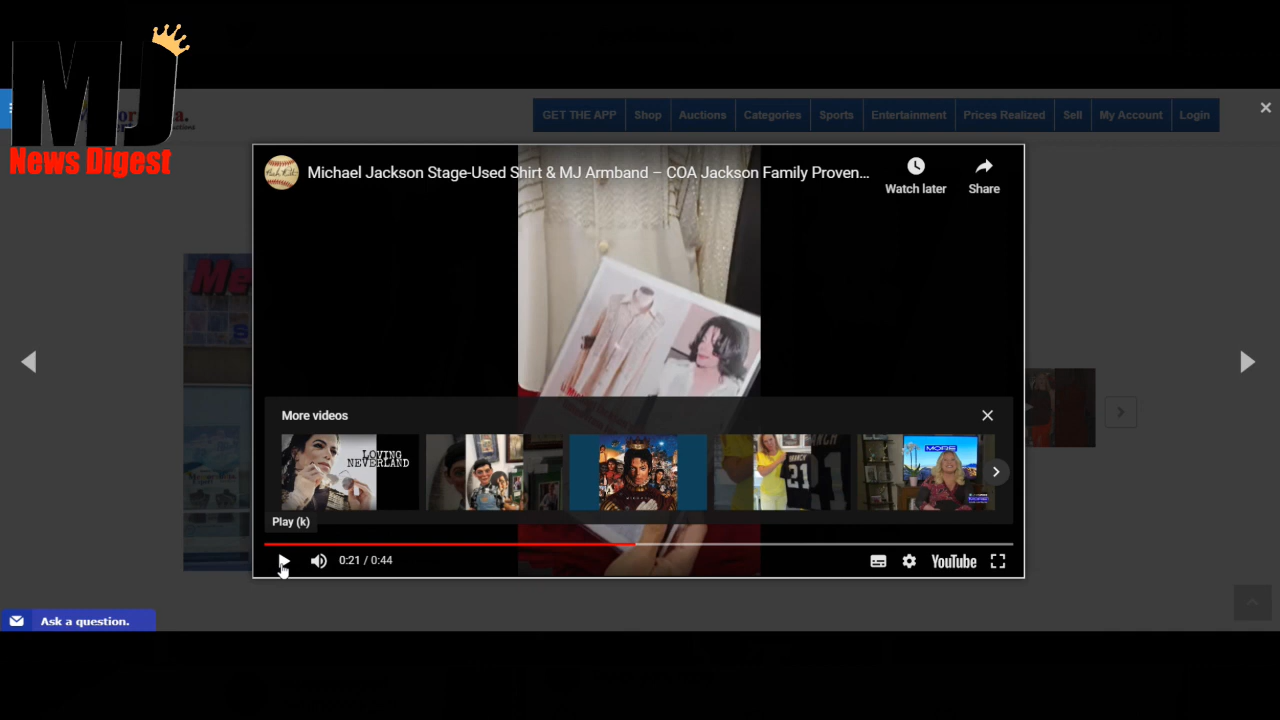 MJ
News Digest
GET THE APP
Shop
Auctions
Categories
Sports
Entertainment
Prices Realized
Sell
My Account
Login
Michael Jackson Stage-Used Shirt & MJ Armband – COA Jackson Family Proven...
Watch later
Share
More videos
LOVING
NEVERLAND
21
MORE
Play (k)
0:21 / 0:44
YouTube
Ask a question.